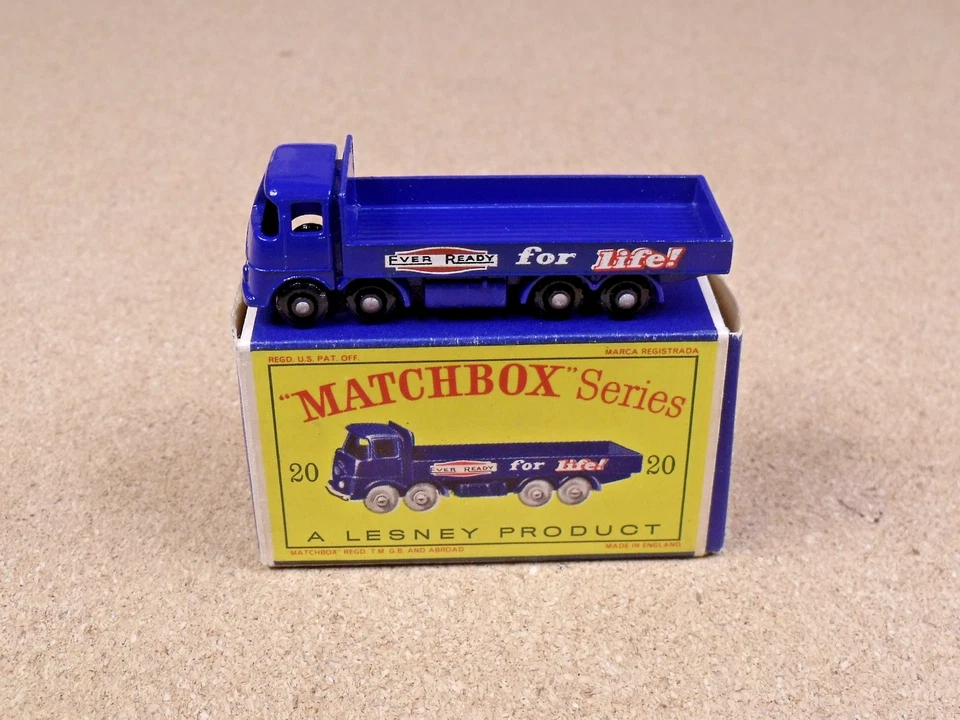 EVER READY for life!
REGD. U.S. PAT. OFF. MARCA REGISTRADA
"MATCHBOX" Series
EVER READY for life!
20 20
A LESNEY PRODUCT
"MATCHBOX" REGD. T.M. G.B. AND ABROAD MADE IN ENGLAND